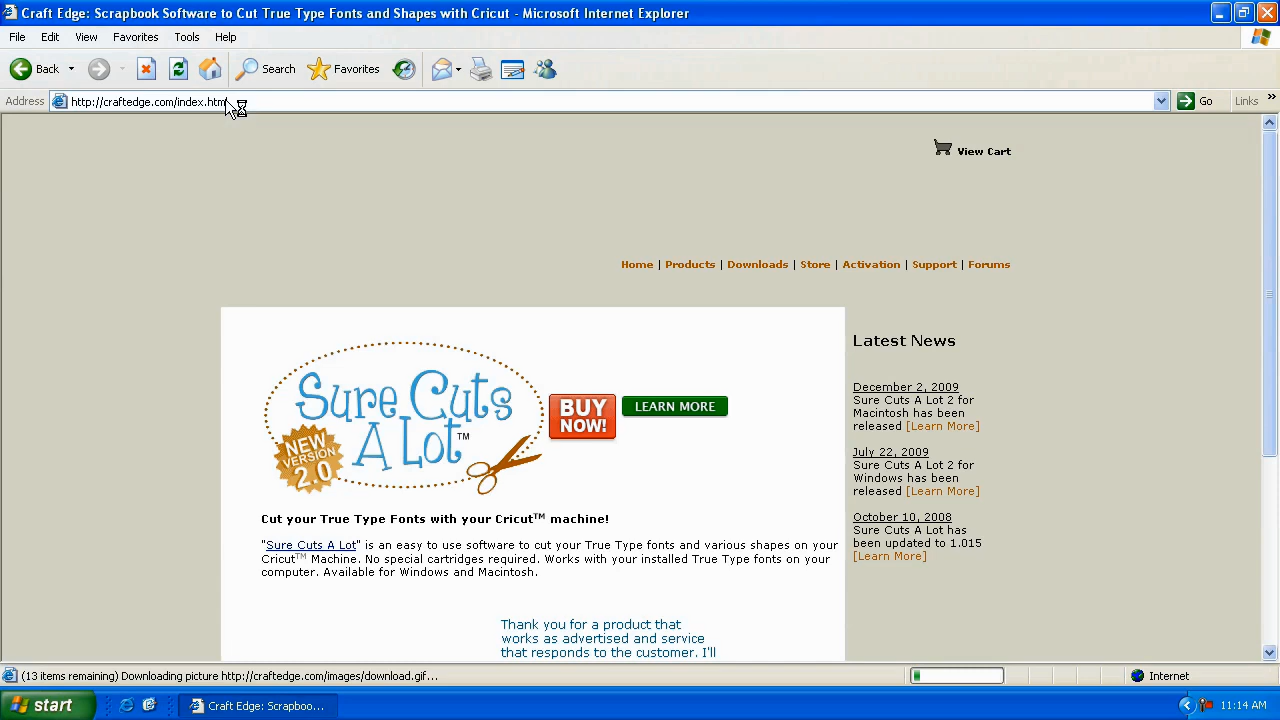 Craft Edge: Scrapbook Software to Cut True Type Fonts and Shapes with Cricut - Microsoft Internet Explorer
File Edit View Favorites Tools Help
Back Search Favorites
Address http://craftedge.com/index.htm Go Links »
View Cart
Home | Products | Downloads | Store | Activation | Support | Forums
Sure Cuts
A Lot™
NEW
VERSION
2.0
BUY
NOW!
LEARN MORE
Cut your True Type Fonts with your Cricut™ machine!
"Sure Cuts A Lot" is an easy to use software to cut your True Type fonts and various shapes on your
Cricut™ Machine. No special cartridges required. Works with your installed True Type fonts on your
computer. Available for Windows and Macintosh.
Thank you for a product that
works as advertised and service
that responds to the customer. I'll
Latest News
December 2, 2009
Sure Cuts A Lot 2 for
Macintosh has been
released [Learn More]
July 22, 2009
Sure Cuts A Lot 2 for
Windows has been
released [Learn More]
October 10, 2008
Sure Cuts A Lot has
been updated to 1.015
[Learn More]
(13 items remaining) Downloading picture http://craftedge.com/images/download.gif...
Internet
start
Craft Edge: Scrapboo...
11:14 AM